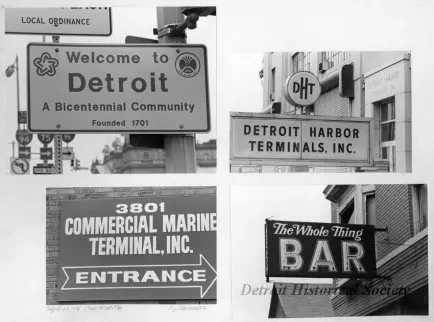 LOCAL ORDINANCE
Welcome to
Detroit
A Bicentennial Community
Founded 1701
75
DHT
DETROIT HARBOR
TERMINALS, INC.
3801
COMMERCIAL MARINE
TERMINAL, INC.
ENTRANCE
The Whole Thing
BAR
Detroit Historical Society